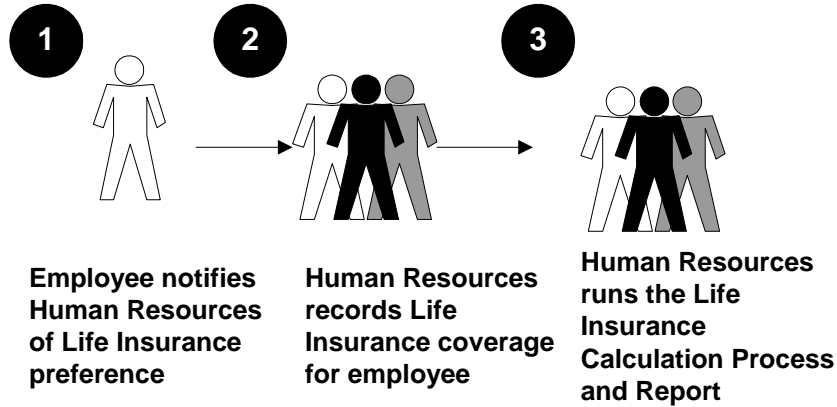 1
Employee notifies
Human Resources
of Life Insurance
preference
2
Human Resources
records Life
Insurance coverage
for employee
3
Human Resources
runs the Life
Insurance
Calculation Process
and Report